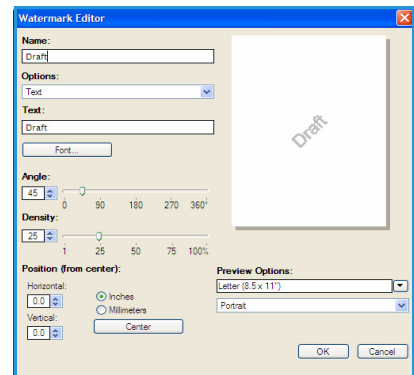 Watermark Editor
Name:
Draft
Options:
Text
Text:
Draft
Font...
Angle:
45
0 90 180 270 360°
Density:
25
1 25 50 75 100%
Position (from center):
Horizontal:
0.0
Inches
Millimeters
Vertical:
0.0
Center
Draft
Preview Options:
Letter (8.5 x 11")
Portrait
OK Cancel